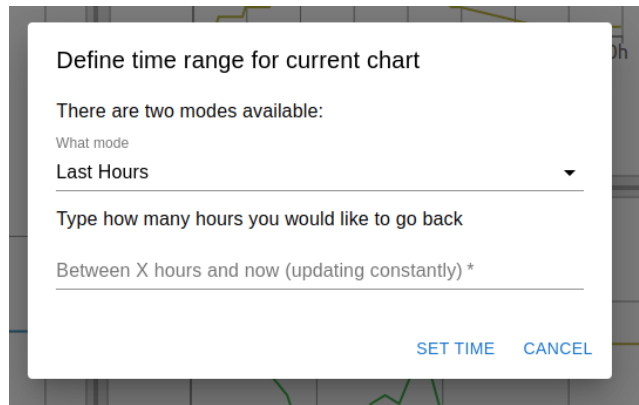 Define time range for current chart
There are two modes available:
What mode
Last Hours
Type how many hours you would like to go back
Between X hours and now (updating constantly) *
SET TIME CANCEL